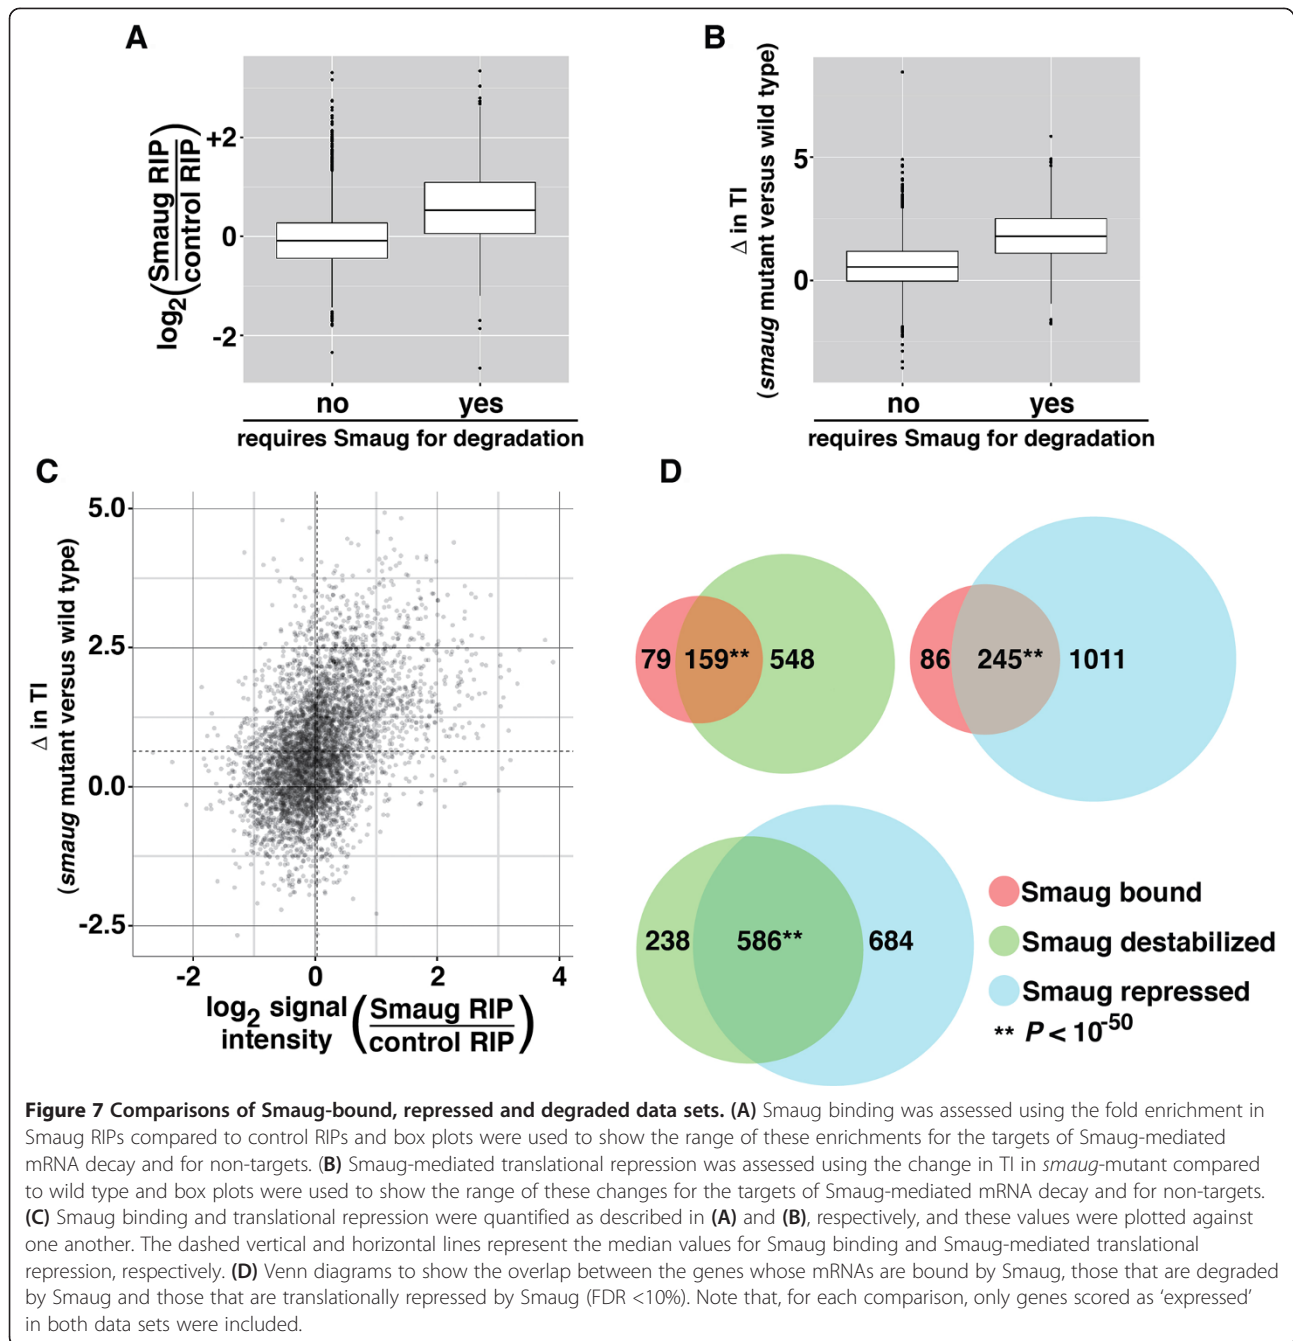 A
log2(Smaug RIP / control RIP)
+2
0
-2
no yes
requires Smaug for degradation
B
Δ in TI
(smaug mutant versus wild type)
5
0
no yes
requires Smaug for degradation
C
Δ in TI
(smaug mutant versus wild type)
5.0
2.5
0.0
-2.5
-2 0 2 4
log2 signal intensity (Smaug RIP / control RIP)
D
79 159** 548
86 245** 1011
238 586** 684
Smaug bound
Smaug destabilized
Smaug repressed
** P < 10^-50
Figure 7 Comparisons of Smaug-bound, repressed and degraded data sets. (A) Smaug binding was assessed using the fold enrichment in
Smaug RIPs compared to control RIPs and box plots were used to show the range of these enrichments for the targets of Smaug-mediated
mRNA decay and for non-targets. (B) Smaug-mediated translational repression was assessed using the change in TI in smaug-mutant compared
to wild type and box plots were used to show the range of these changes for the targets of Smaug-mediated mRNA decay and for non-targets.
(C) Smaug binding and translational repression were quantified as described in (A) and (B), respectively, and these values were plotted against
one another. The dashed vertical and horizontal lines represent the median values for Smaug binding and Smaug-mediated translational
repression, respectively. (D) Venn diagrams to show the overlap between the genes whose mRNAs are bound by Smaug, those that are degraded
by Smaug and those that are translationally repressed by Smaug (FDR <10%). Note that, for each comparison, only genes scored as ‘expressed’
in both data sets were included.